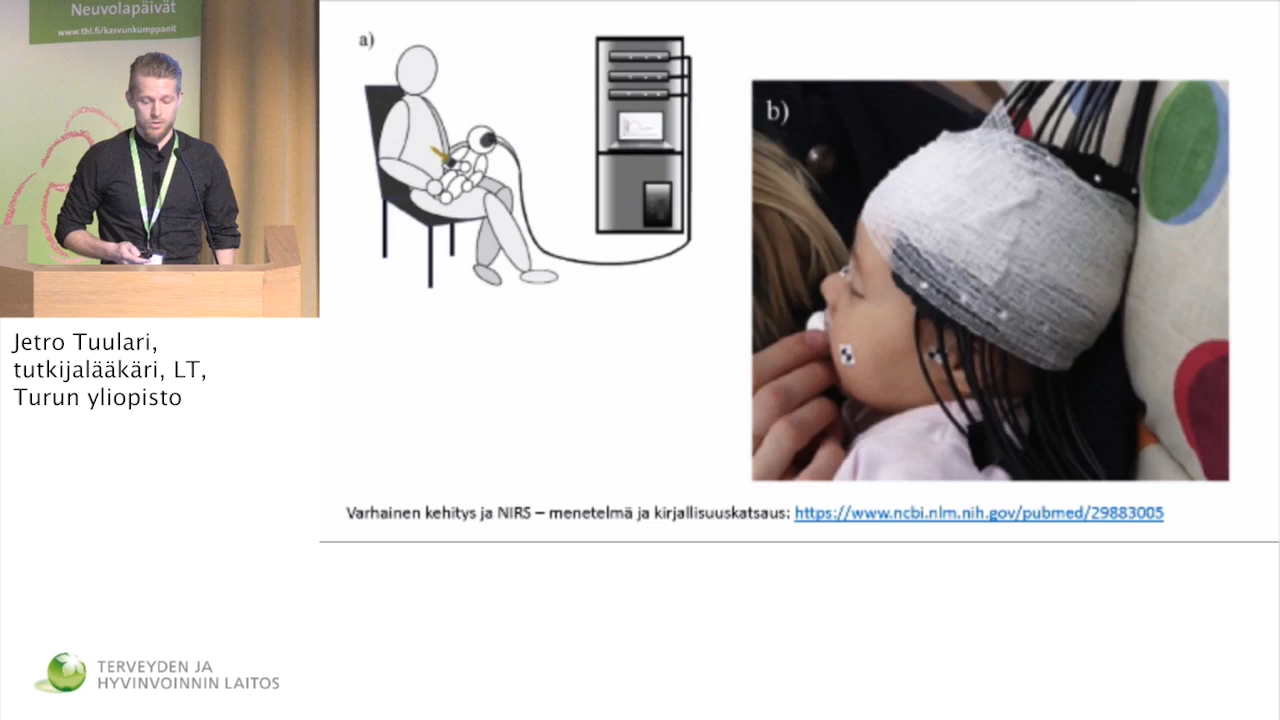 Neuvolapäivät
www.thl.fi/kasvunkumppanit
a)
b)
Jetro Tuulari,
tutkijalääkäri, LT,
Turun yliopisto
Varhainen kehitys ja NIRS – menetelmä ja kirjallisuuskatsaus: https://www.ncbi.nlm.nih.gov/pubmed/29883005
TERVEYDEN JA
HYVINVOINNIN LAITOS